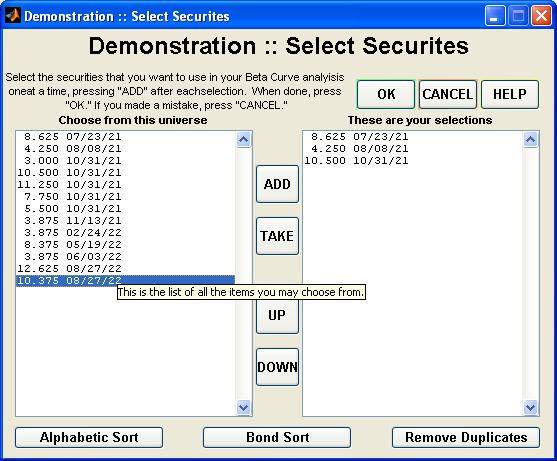 Demonstration :: Select Securites
Demonstration :: Select Securites
Select the securities that you want to use in your Beta Curve analyisis
oneat a time, pressing "ADD" after eachselection. When done, press
"OK." If you made a mistake, press "CANCEL."
OK
CANCEL
HELP
Choose from this universe
These are your selections
8.625 07/23/21
4.250 08/08/21
3.000 10/31/21
10.500 10/31/21
11.250 10/31/21
7.750 10/31/21
5.500 10/31/21
3.875 11/13/21
3.875 02/24/22
8.375 05/19/22
3.875 06/03/22
12.625 08/27/22
10.375 08/27/22
This is the list of all the items you may choose from.
ADD
TAKE
UP
DOWN
8.625 07/23/21
4.250 08/08/21
10.500 10/31/21
Alphabetic Sort
Bond Sort
Remove Duplicates